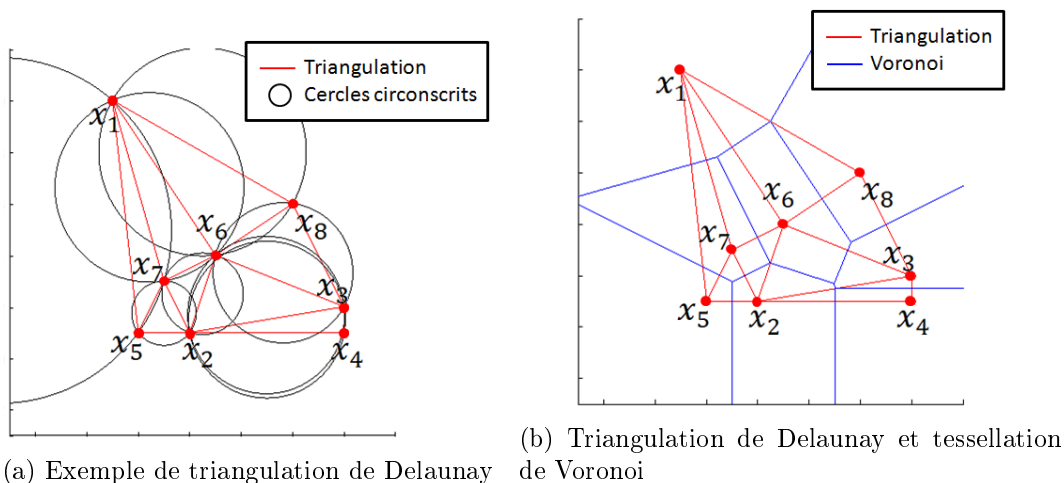 Triangulation
Cercles circonscrits
x1
x6
x8
x7
x3
x5
x2
x4
(a) Exemple de triangulation de Delaunay
Triangulation
Voronoi
x1
x6
x8
x7
x3
x5
x2
x4
(b) Triangulation de Delaunay et tessellation
de Voronoi